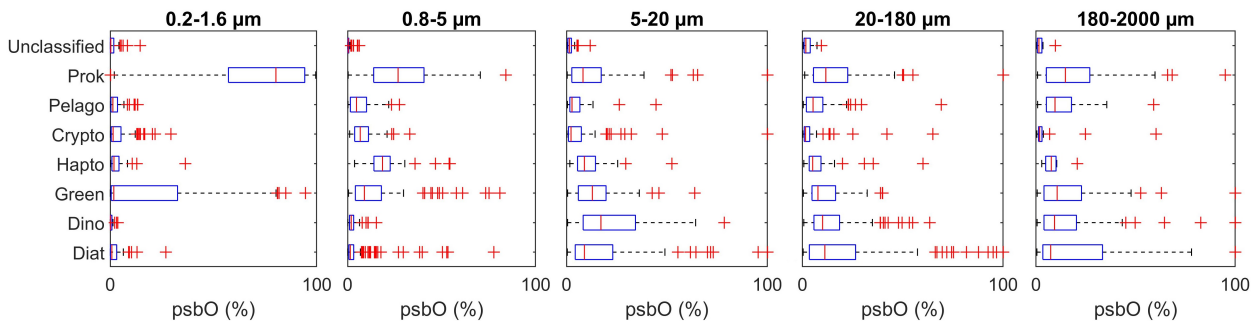 0.2-1.6 μm 0.8-5 μm 5-20 μm 20-180 μm 180-2000 μm
Unclassified
Prok
Pelago
Crypto
Hapto
Green
Dino
Diat
0 100 0 100 0 100 0 100 0 100
psbO (%) psbO (%) psbO (%) psbO (%) psbO (%)